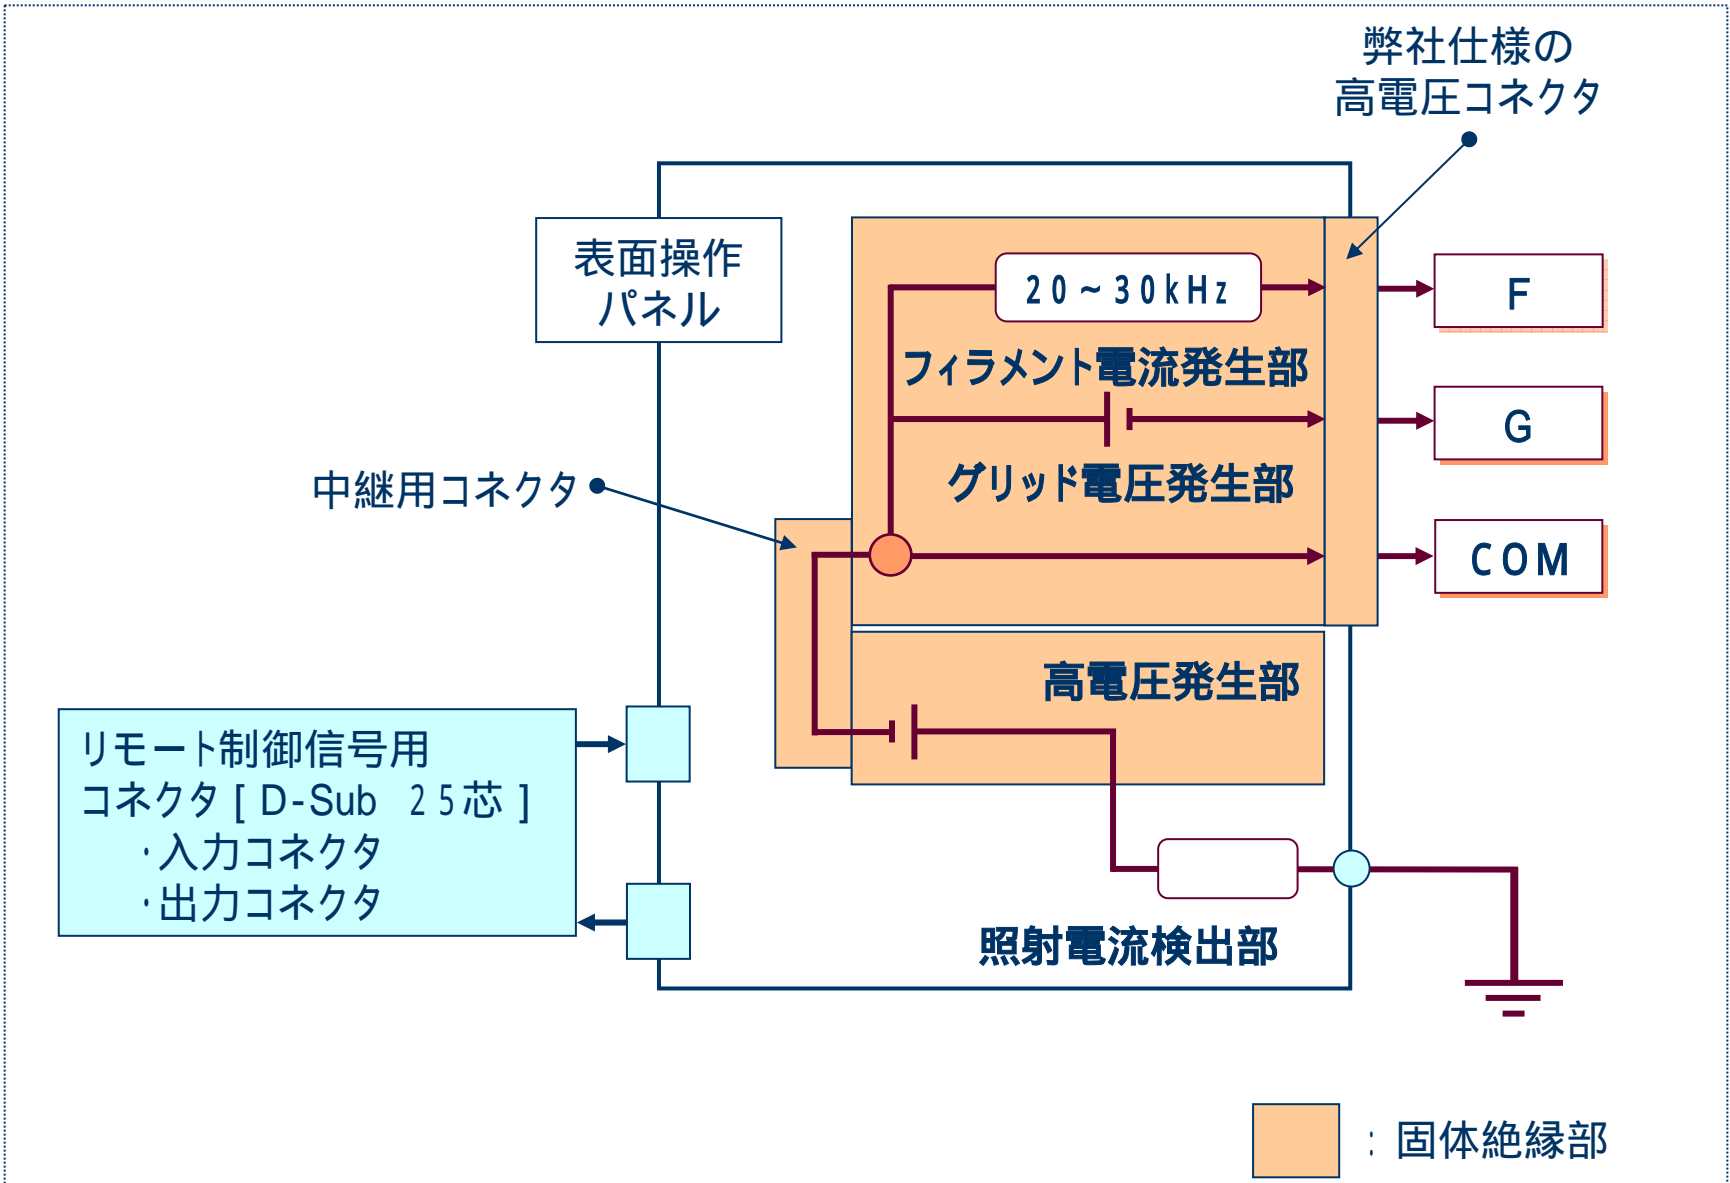 弊社仕様の
高電圧コネクタ
表面操作
パネル
20～30kHz
F
フィラメント電流発生部
G
グリッド電圧発生部
中継用コネクタ
COM
高電圧発生部
リモート制御信号用
コネクタ[D-Sub 25芯]
・入力コネクタ
・出力コネクタ
照射電流検出部
：固体絶縁部